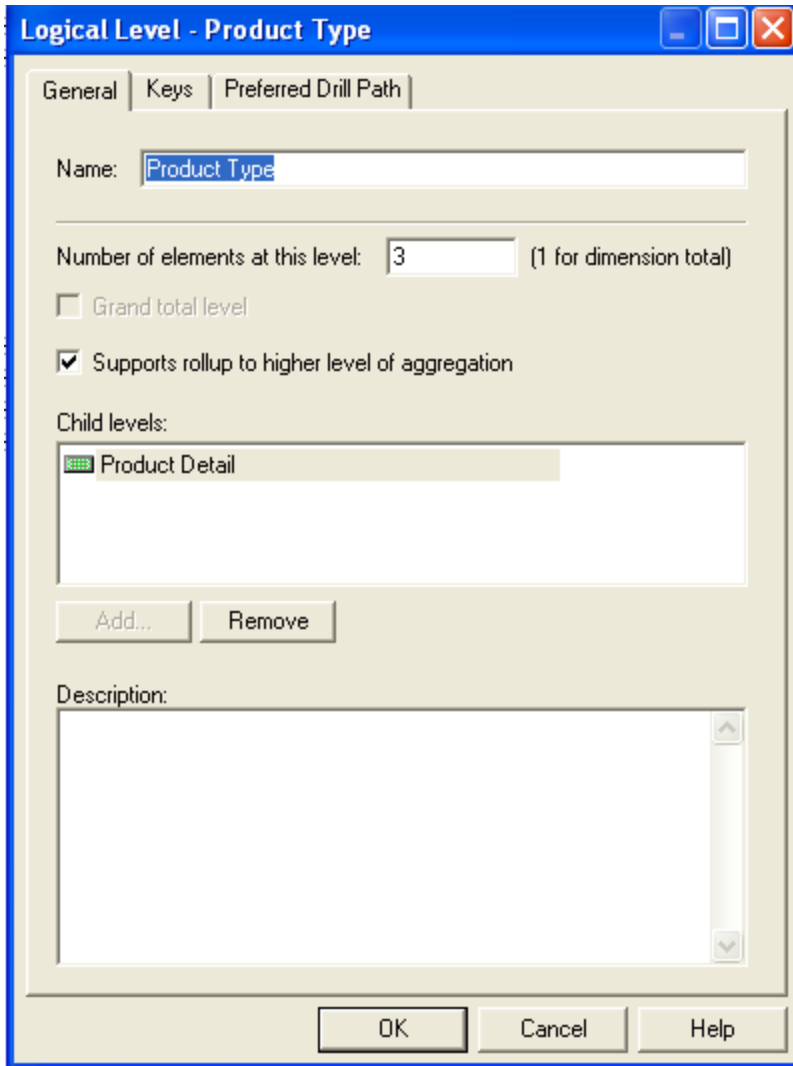 Logical Level - Product Type
General Keys Preferred Drill Path
Name: Product Type
Number of elements at this level: 3 (1 for dimension total)
Grand total level
Supports rollup to higher level of aggregation
Child levels:
Product Detail
Add... Remove
Description:
OK Cancel Help